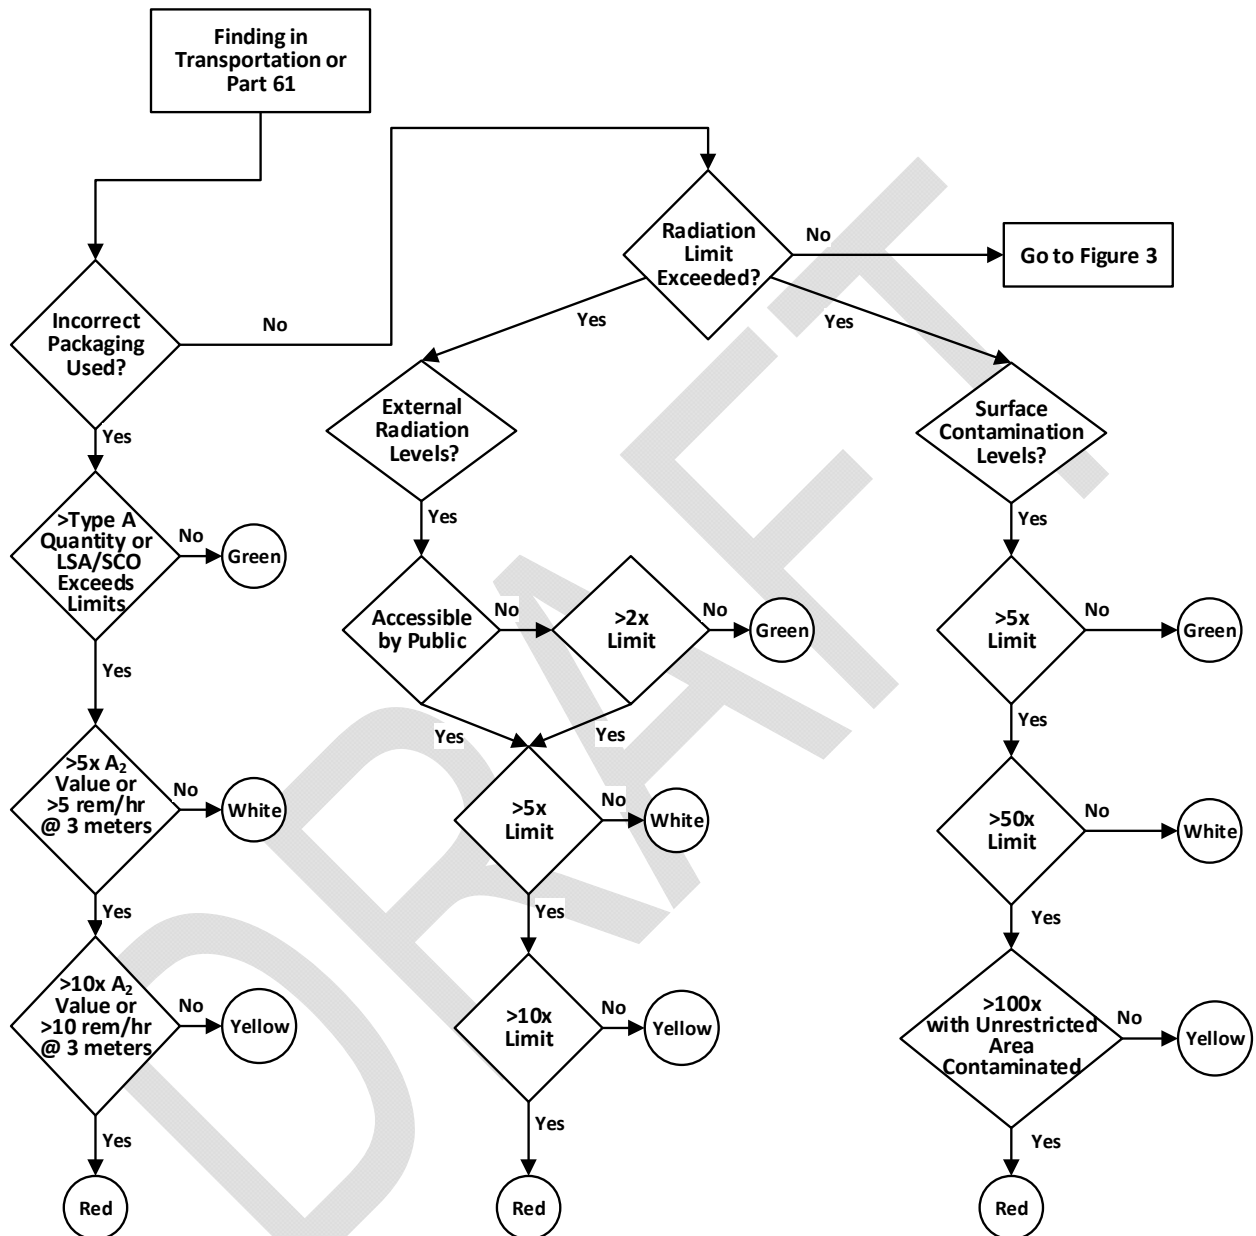 Finding in
Transportation or
Part 61
Incorrect
Packaging
Used?
No
Yes
>Type A
Quantity or
LSA/SCO
Exceeds
Limits
No
Green
Yes
>5x A₂
Value or
>5 rem/hr
@ 3 meters
No
White
Yes
>10x A₂
Value or
>10 rem/hr
@ 3 meters
No
Yellow
Yes
Red
Radiation
Limit
Exceeded?
No
Go to Figure 3
Yes
Yes
External
Radiation
Levels?
Yes
Accessible
by Public
No
>2x
Limit
No
Green
Yes
Yes
>5x
Limit
No
White
Yes
>10x
Limit
No
Yellow
Yes
Red
Surface
Contamination
Levels?
Yes
>5x
Limit
No
Green
Yes
>50x
Limit
No
White
Yes
>100x
with Unrestricted
Area
Contaminated
No
Yellow
Yes
Red
DRAFT